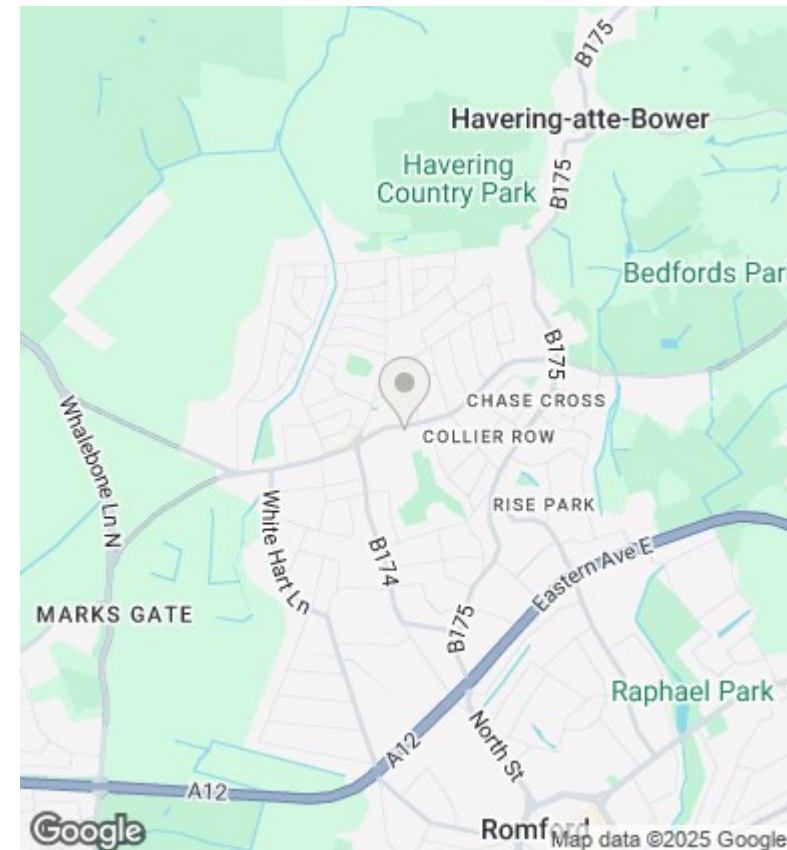 B175
Havering-atte-Bower
Havering
Country Park
B175
Bedfords Par
B175
CHASE CROSS
COLLIER ROW
Whalebone Ln N
RISE PARK
White Hart Ln
B174
Eastern Ave E
MARKS GATE
B175
Raphael Park
North St
A12
A12
Romford
Google
Map data ©2025 Google